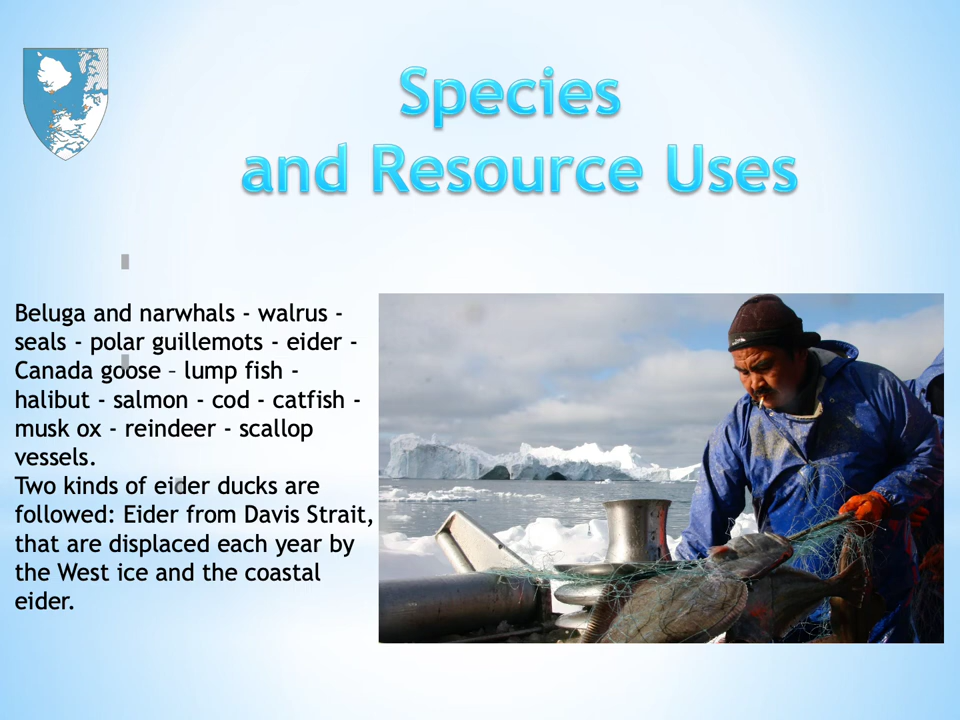 Species
and Resource Uses
Beluga and narwhals - walrus -
seals - polar guillemots - eider -
Canada goose – lump fish -
halibut - salmon - cod - catfish -
musk ox - reindeer - scallop
vessels.
Two kinds of eider ducks are
followed: Eider from Davis Strait,
that are displaced each year by
the West ice and the coastal
eider.